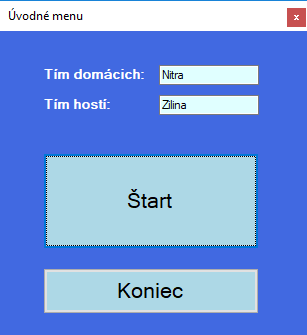 Úvodné menu
x
Tím domácich: Nitra
Tím hostí: Zilina
Štart
Koniec